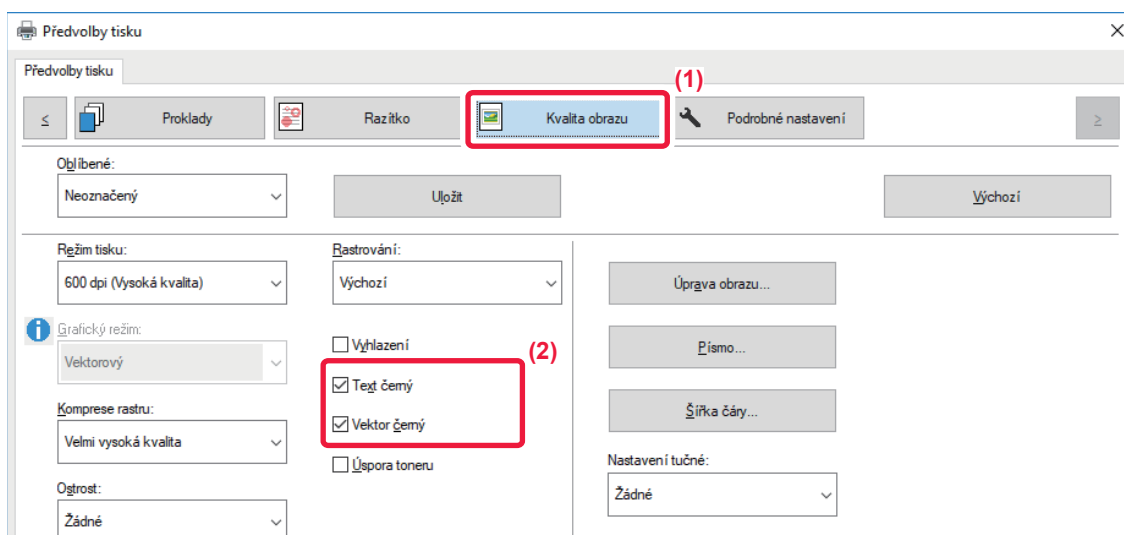 Předvolby tisku
Předvolby tisku
(1)
≤ Proklady Razítko Kvalita obrazu Podrobné nastavení ≥
Oblíbené:
Neoznačený Uložit Výchozí
Režim tisku: Rastrování:
600 dpi (Vysoká kvalita) Výchozí Úprava obrazu...
Grafický režim:
Vyhlazení (2) Písmo...
Vektorový
Text černý
Komprese rastru: Šířka čáry...
Vektor černý
Velmi vysoká kvalita
Úspora toneru Nastavení tučné:
Ostrost:
Žádné
Žádné